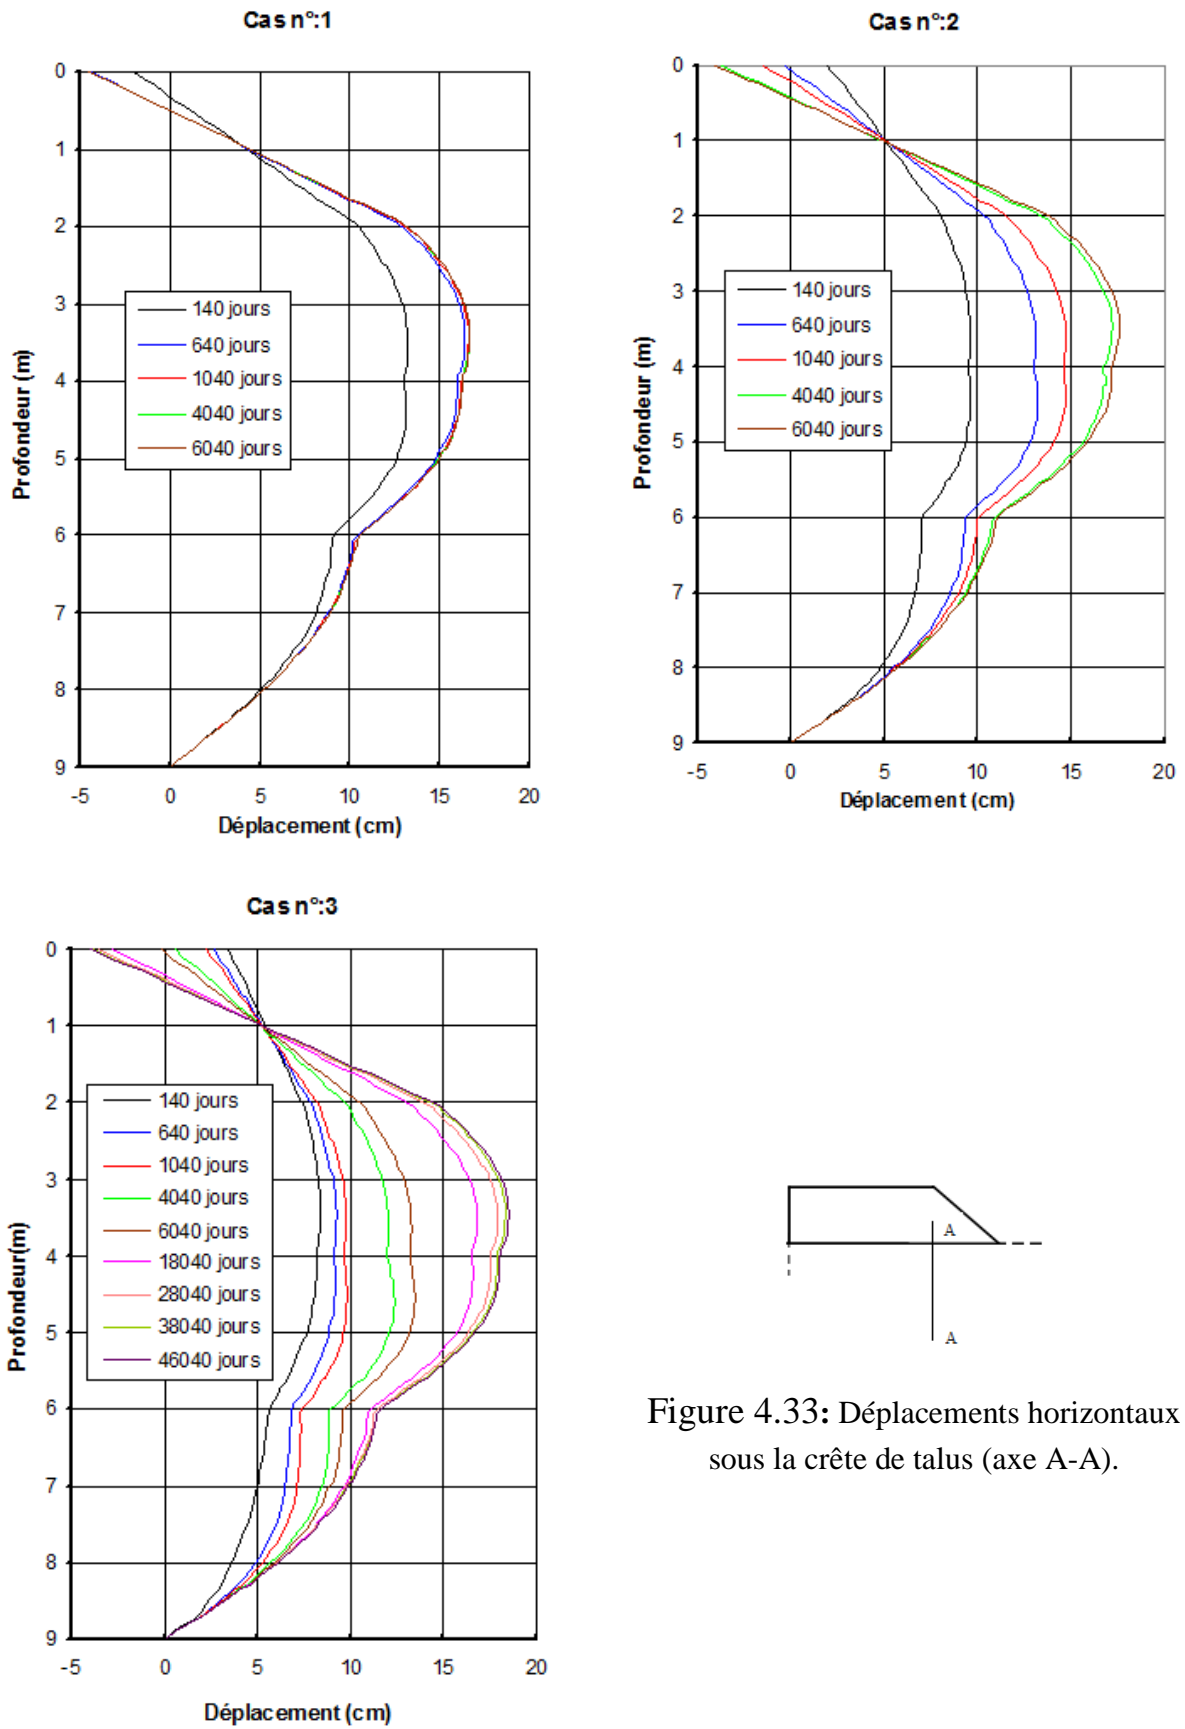 Cas n°:1
0
1
2
3
4
5
6
7
8
9
-5 0 5 10 15 20
Profondeur (m)
Déplacement (cm)
140 jours
640 jours
1040 jours
4040 jours
6040 jours
Cas n°:2
0
1
2
3
4
5
6
7
8
9
-5 0 5 10 15 20
Profondeur (m)
Déplacement (cm)
140 jours
640 jours
1040 jours
4040 jours
6040 jours
Cas n°:3
0
1
2
3
4
5
6
7
8
9
-5 0 5 10 15 20
Profondeur(m)
Déplacement (cm)
140 jours
640 jours
1040 jours
4040 jours
6040 jours
18040 jours
28040 jours
38040 jours
46040 jours
A
A
Figure 4.33: Déplacements horizontaux
sous la crête de talus (axe A-A).